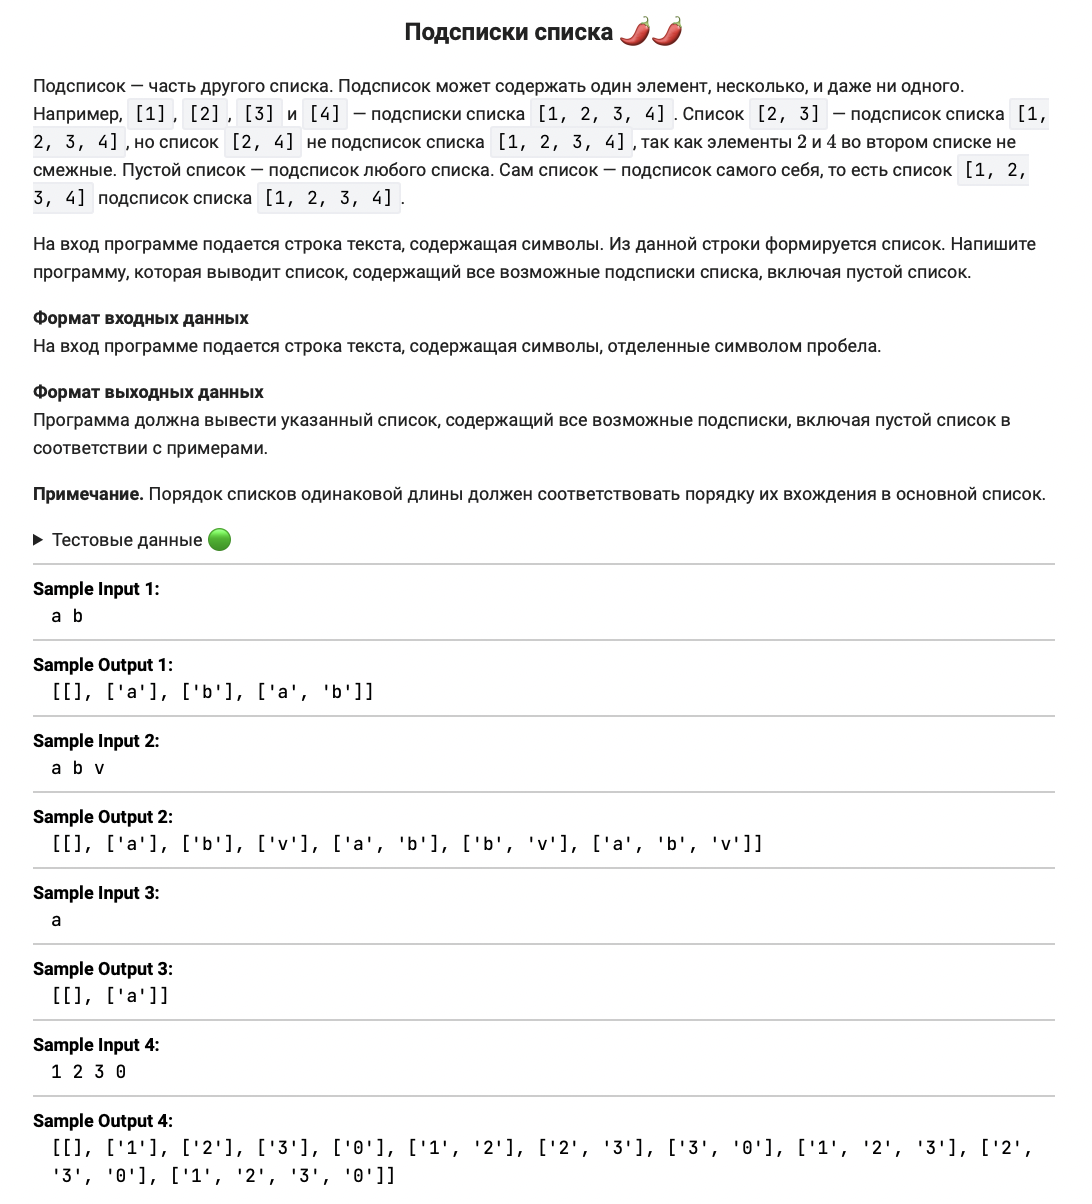 Подсписки списка 🌶️🌶️
Подсписок — часть другого списка. Подсписок может содержать один элемент, несколько, и даже ни одного.
Например, [1], [2], [3] и [4] — подсписки списка [1, 2, 3, 4]. Список [2, 3] — подсписок списка [1,
2, 3, 4], но список [2, 4] не подсписок списка [1, 2, 3, 4], так как элементы 2 и 4 во втором списке не
смежные. Пустой список — подсписок любого списка. Сам список — подсписок самого себя, то есть список [1, 2,
3, 4] подсписок списка [1, 2, 3, 4].
На вход программе подается строка текста, содержащая символы. Из данной строки формируется список. Напишите
программу, которая выводит список, содержащий все возможные подсписки списка, включая пустой список.
Формат входных данных
На вход программе подается строка текста, содержащая символы, отделенные символом пробела.
Формат выходных данных
Программа должна вывести указанный список, содержащий все возможные подсписки, включая пустой список в
соответствии с примерами.
Примечание. Порядок списков одинаковой длины должен соответствовать порядку их вхождения в основной список.
▶ Тестовые данные 🟢
Sample Input 1:
a b
Sample Output 1:
[[], ['a'], ['b'], ['a', 'b']]
Sample Input 2:
a b v
Sample Output 2:
[[], ['a'], ['b'], ['v'], ['a', 'b'], ['b', 'v'], ['a', 'b', 'v']]
Sample Input 3:
a
Sample Output 3:
[[], ['a']]
Sample Input 4:
1 2 3 0
Sample Output 4:
[[], ['1'], ['2'], ['3'], ['0'], ['1', '2'], ['2', '3'], ['3', '0'], ['1', '2', '3'], ['2',
'3', '0'], ['1', '2', '3', '0']]